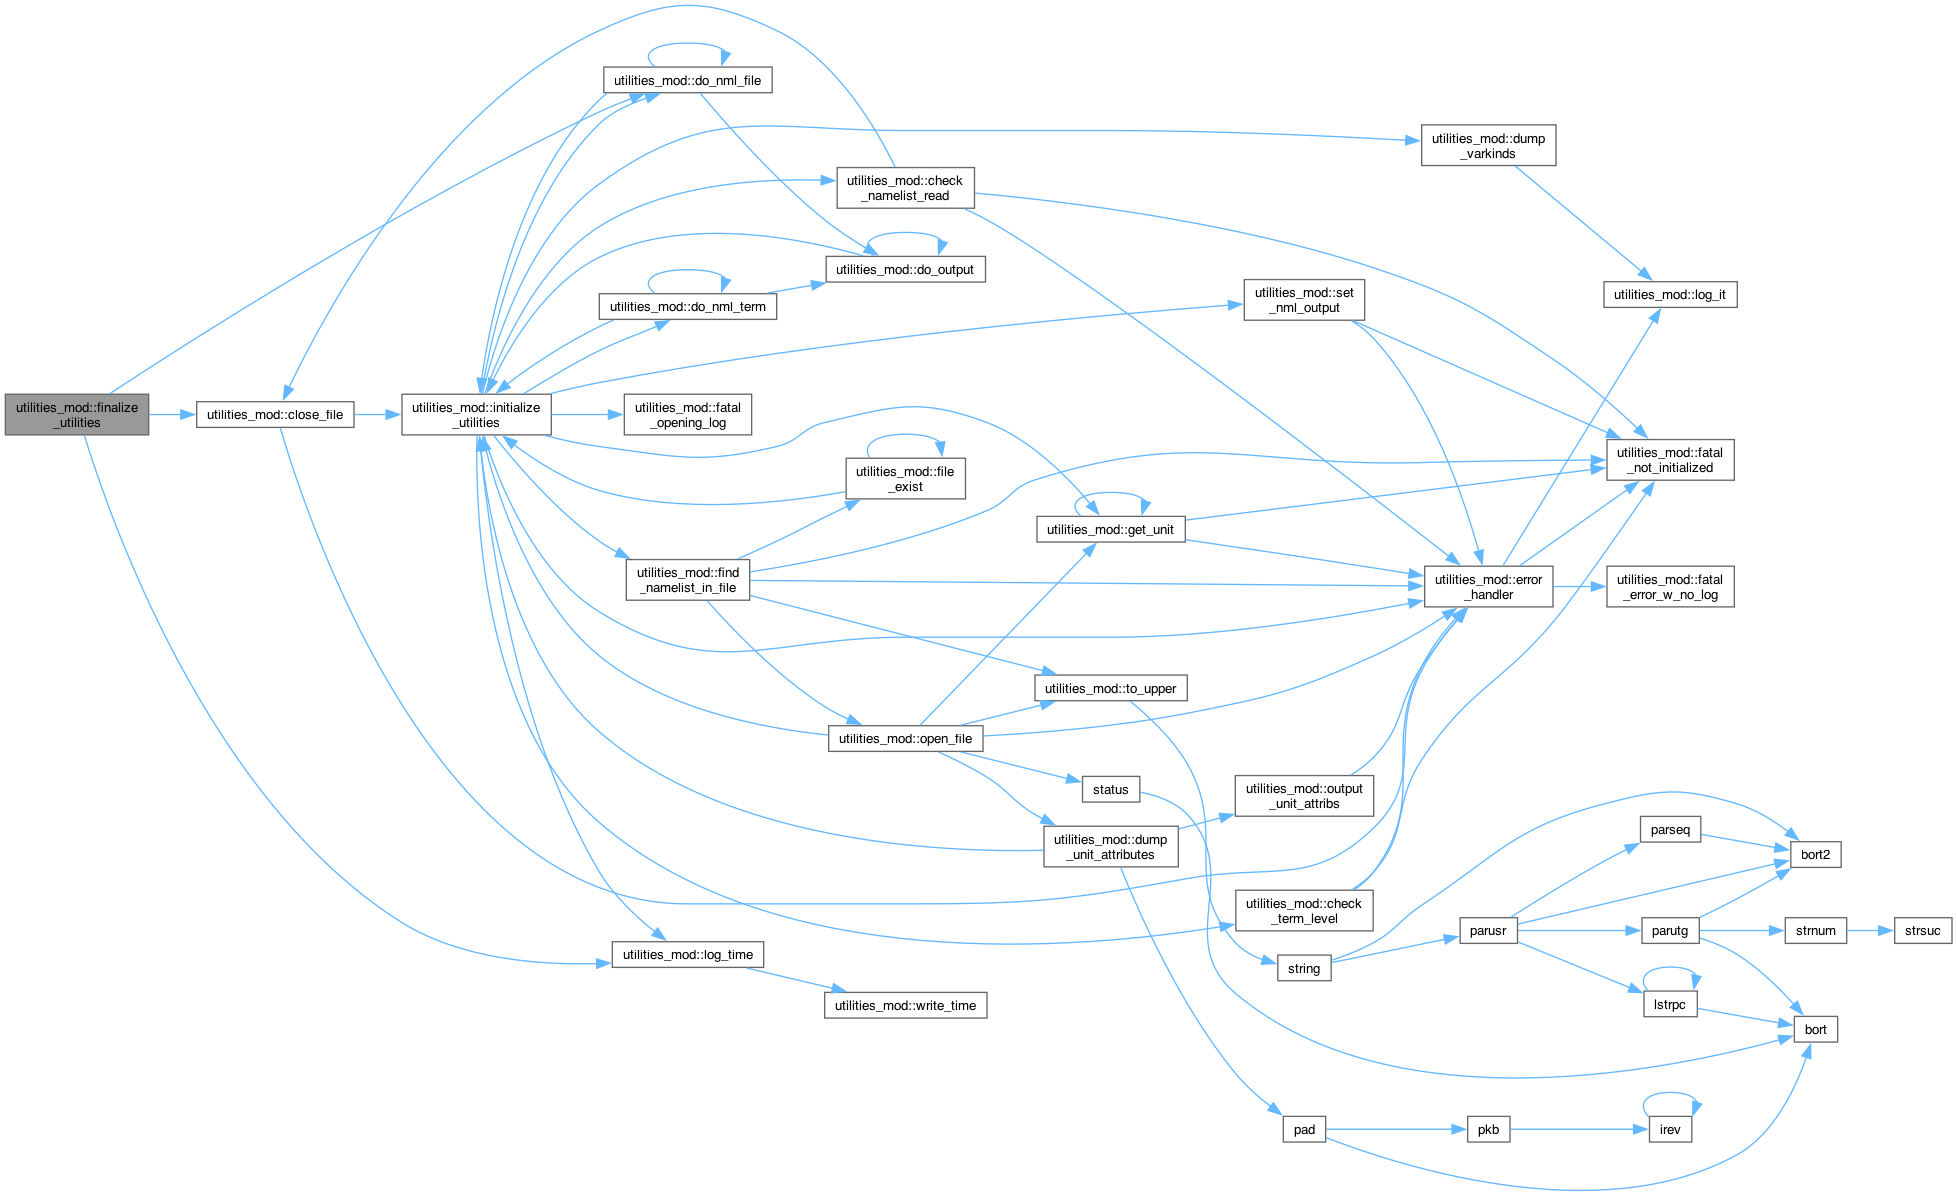 utilities_mod::do_nml_file
utilities_mod::dump
_varkinds
utilities_mod::check
_namelist_read
utilities_mod::do_output
utilities_mod::do_nml_term
utilities_mod::set
_nml_output
utilities_mod::log_it
utilities_mod::finalize
_utilities
utilities_mod::close_file
utilities_mod::initialize
_utilities
utilities_mod::fatal
_opening_log
utilities_mod::file
_exist
utilities_mod::fatal
_not_initialized
utilities_mod::get_unit
utilities_mod::find
_namelist_in_file
utilities_mod::error
_handler
utilities_mod::fatal
_error_w_no_log
utilities_mod::to_upper
utilities_mod::open_file
status
utilities_mod::output
_unit_attribs
utilities_mod::dump
_unit_attributes
parseq
bort2
utilities_mod::check
_term_level
parusr
parutg
strnum
strsuc
utilities_mod::log_time
string
utilities_mod::write_time
lstrpc
bort
pad
pkb
irev